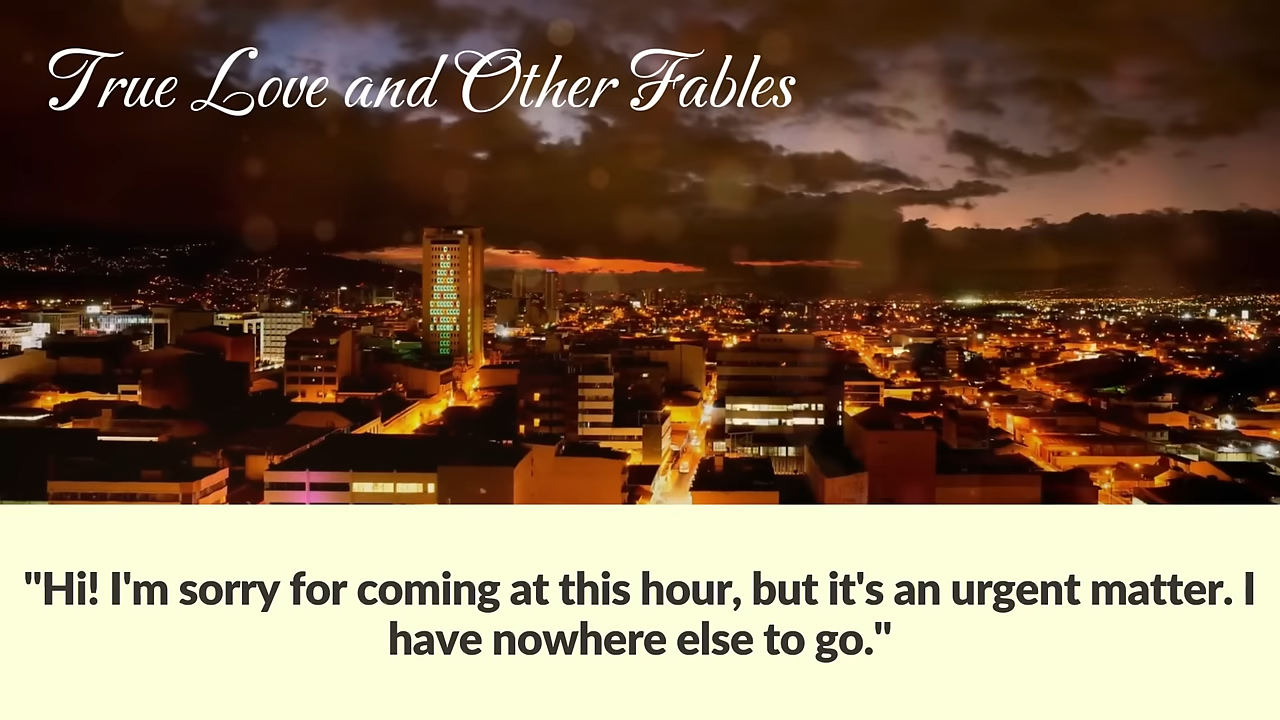 True Love and Other Fables
"Hi! I'm sorry for coming at this hour, but it's an urgent matter. I
have nowhere else to go."